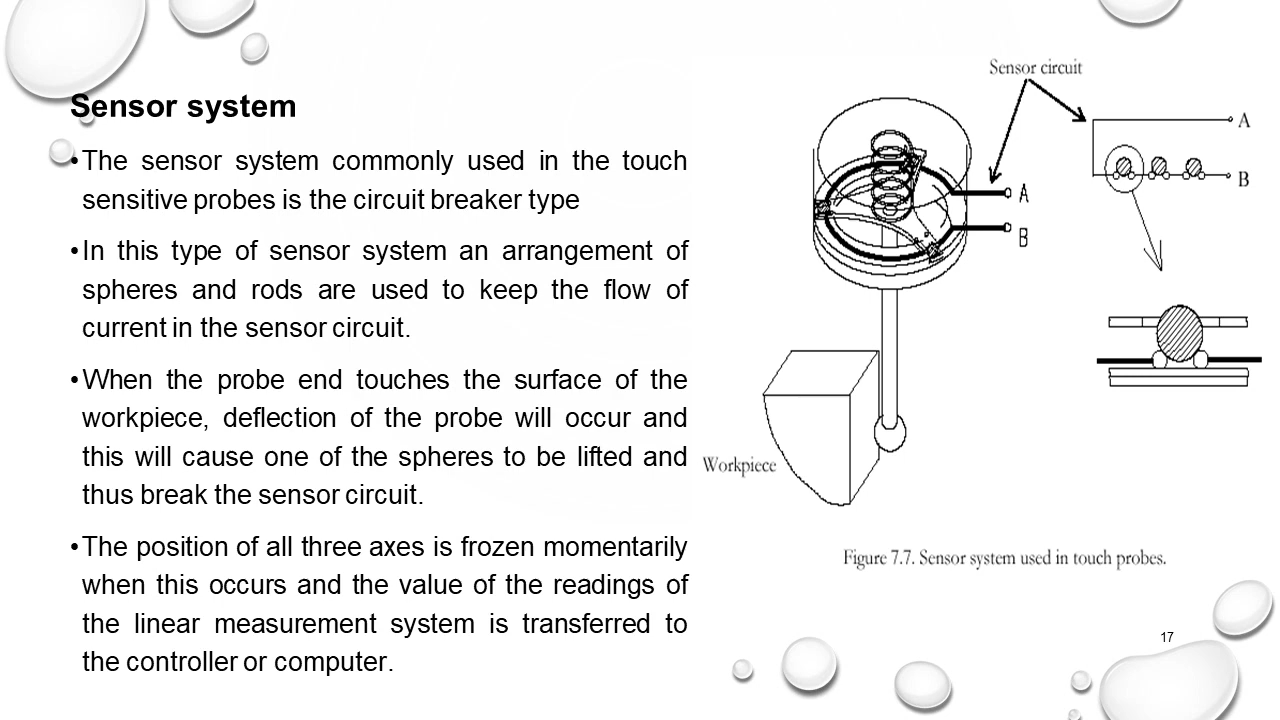 Sensor system
•The sensor system commonly used in the touch
sensitive probes is the circuit breaker type
•In this type of sensor system an arrangement of
spheres and rods are used to keep the flow of
current in the sensor circuit.
•When the probe end touches the surface of the
workpiece, deflection of the probe will occur and
this will cause one of the spheres to be lifted and
thus break the sensor circuit.
•The position of all three axes is frozen momentarily
when this occurs and the value of the readings of
the linear measurement system is transferred to
the controller or computer.
Sensor circuit
A
B
A
B
Workpiece
Figure 7.7. Sensor system used in touch probes.
17